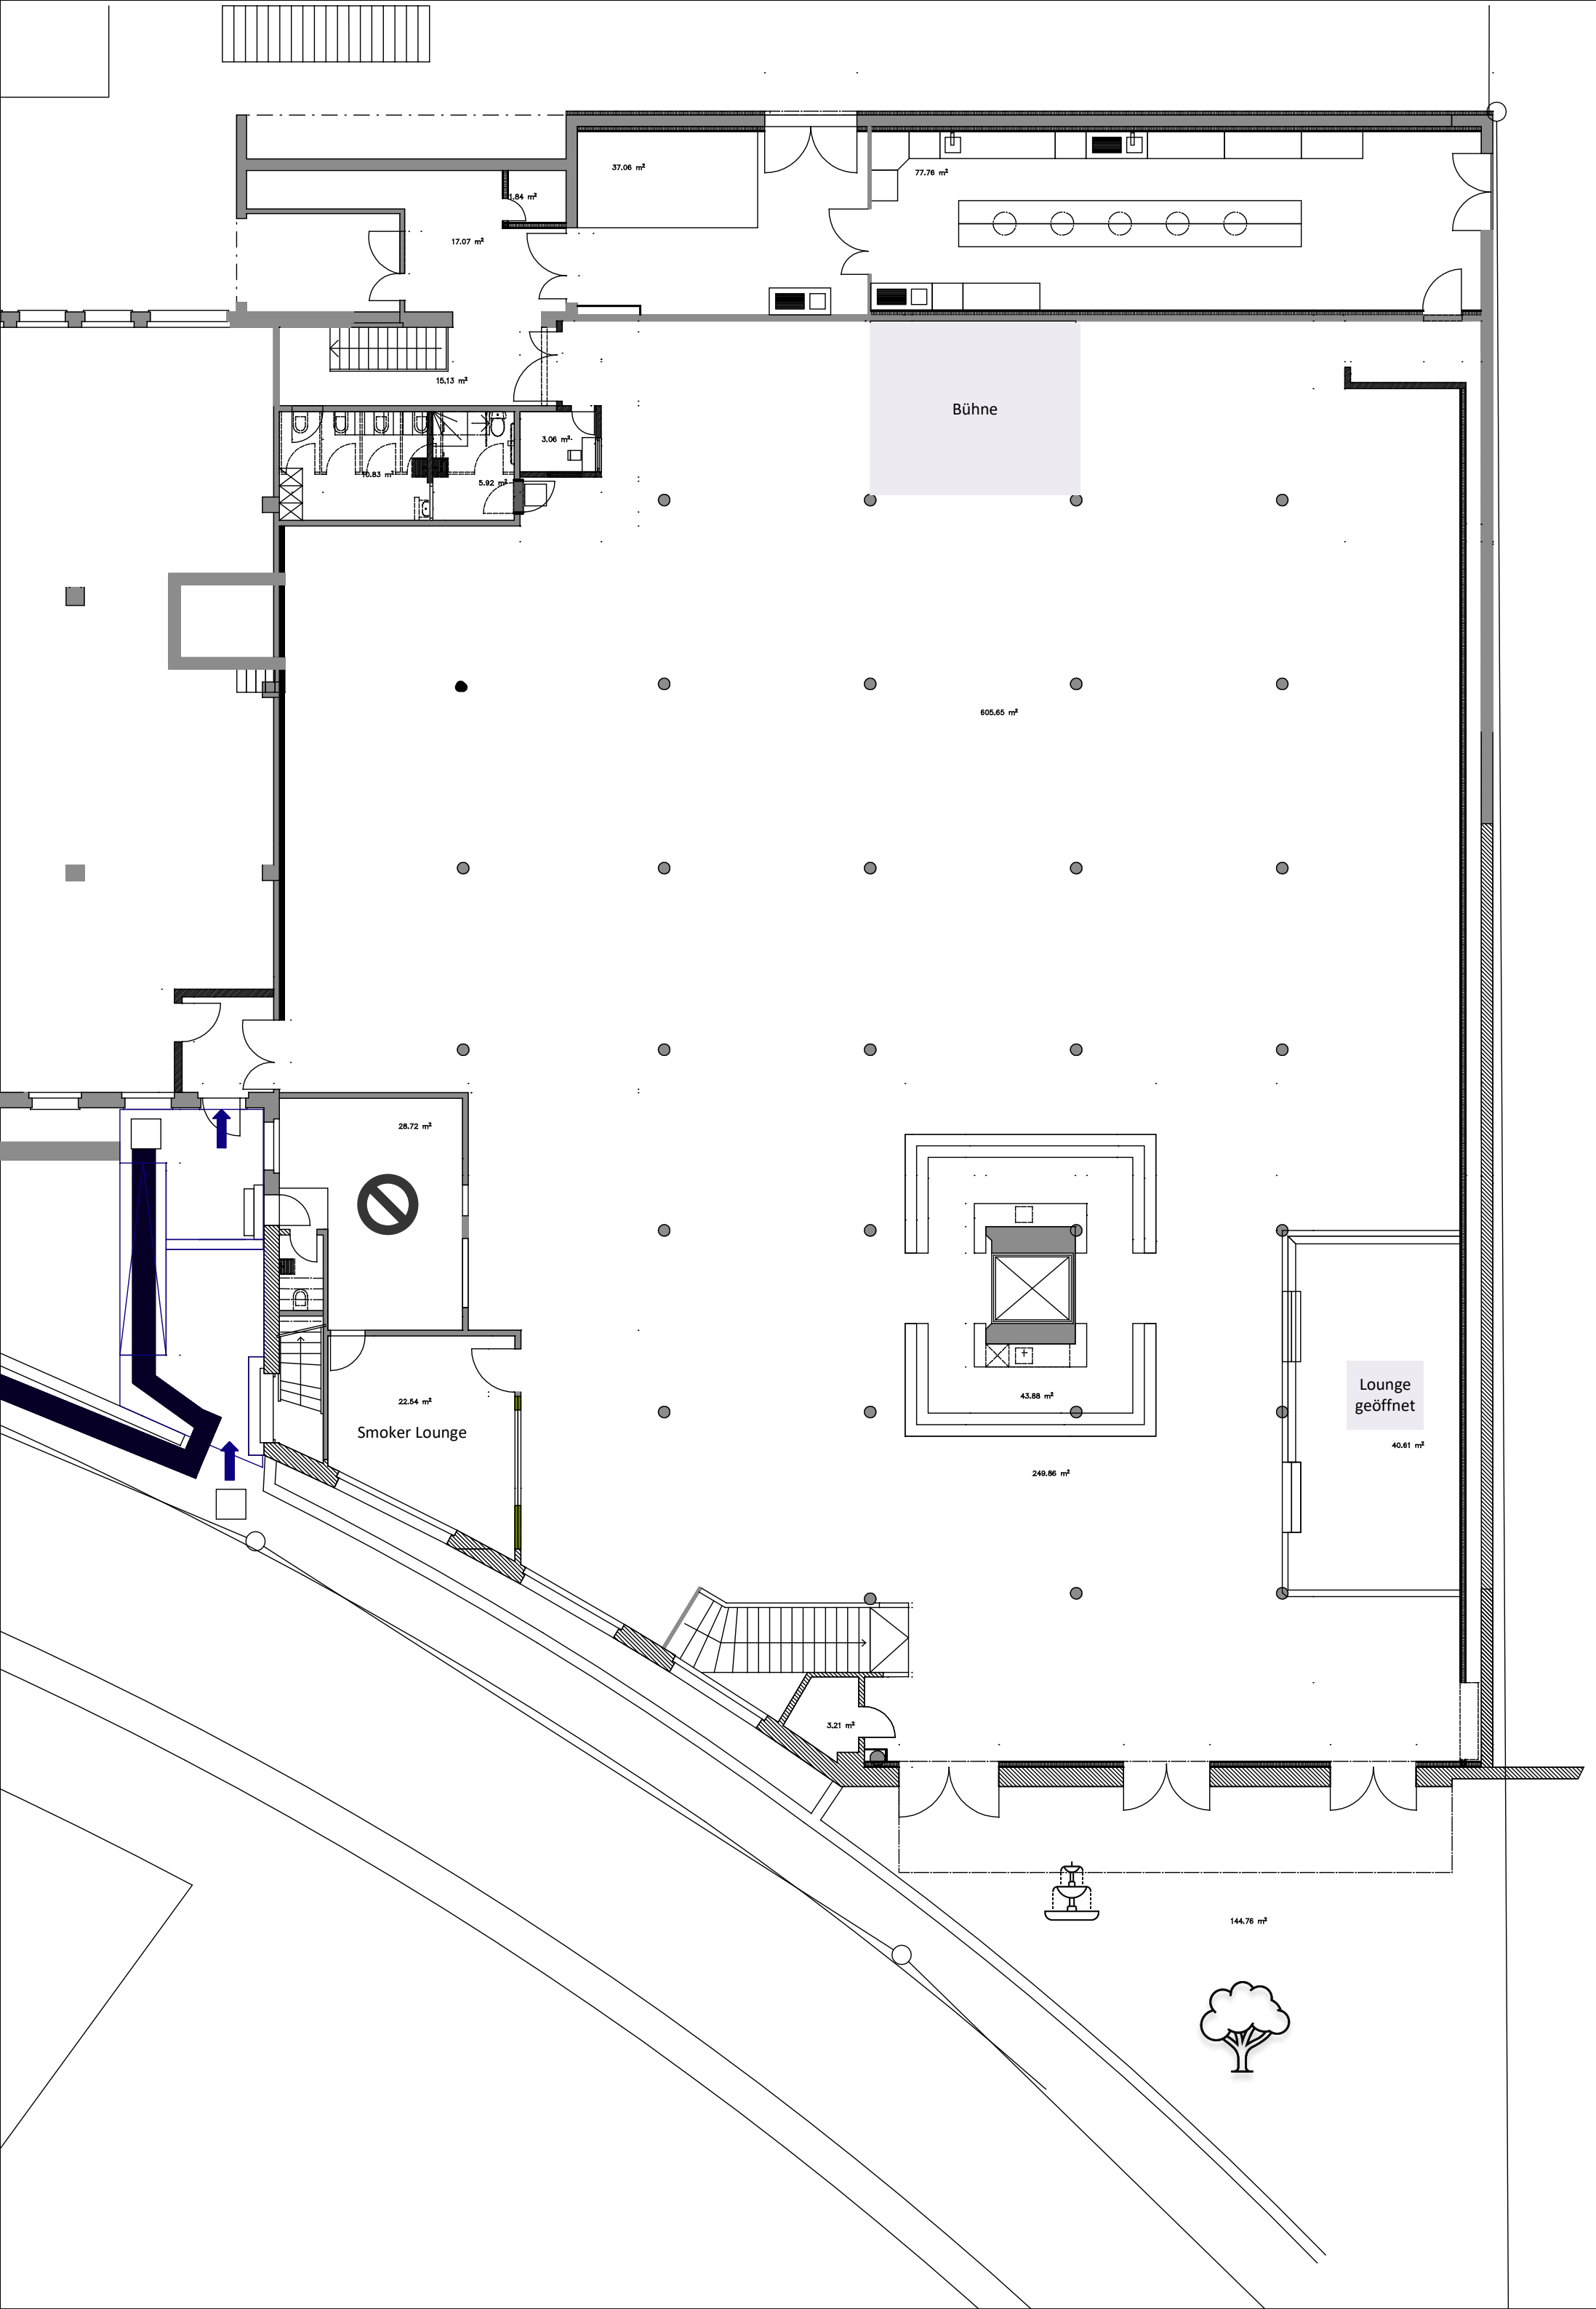 37.06 m²
77.76 m²
1.84 m²
17.07 m²
15.13 m²
Bühne
3.06 m²
10.83 m²
5.92 m²
605.65 m²
28.72 m²
Lounge
geöffnet
43.88 m²
22.54 m²
Smoker Lounge
40.61 m²
249.86 m²
3.21 m²
144.76 m²